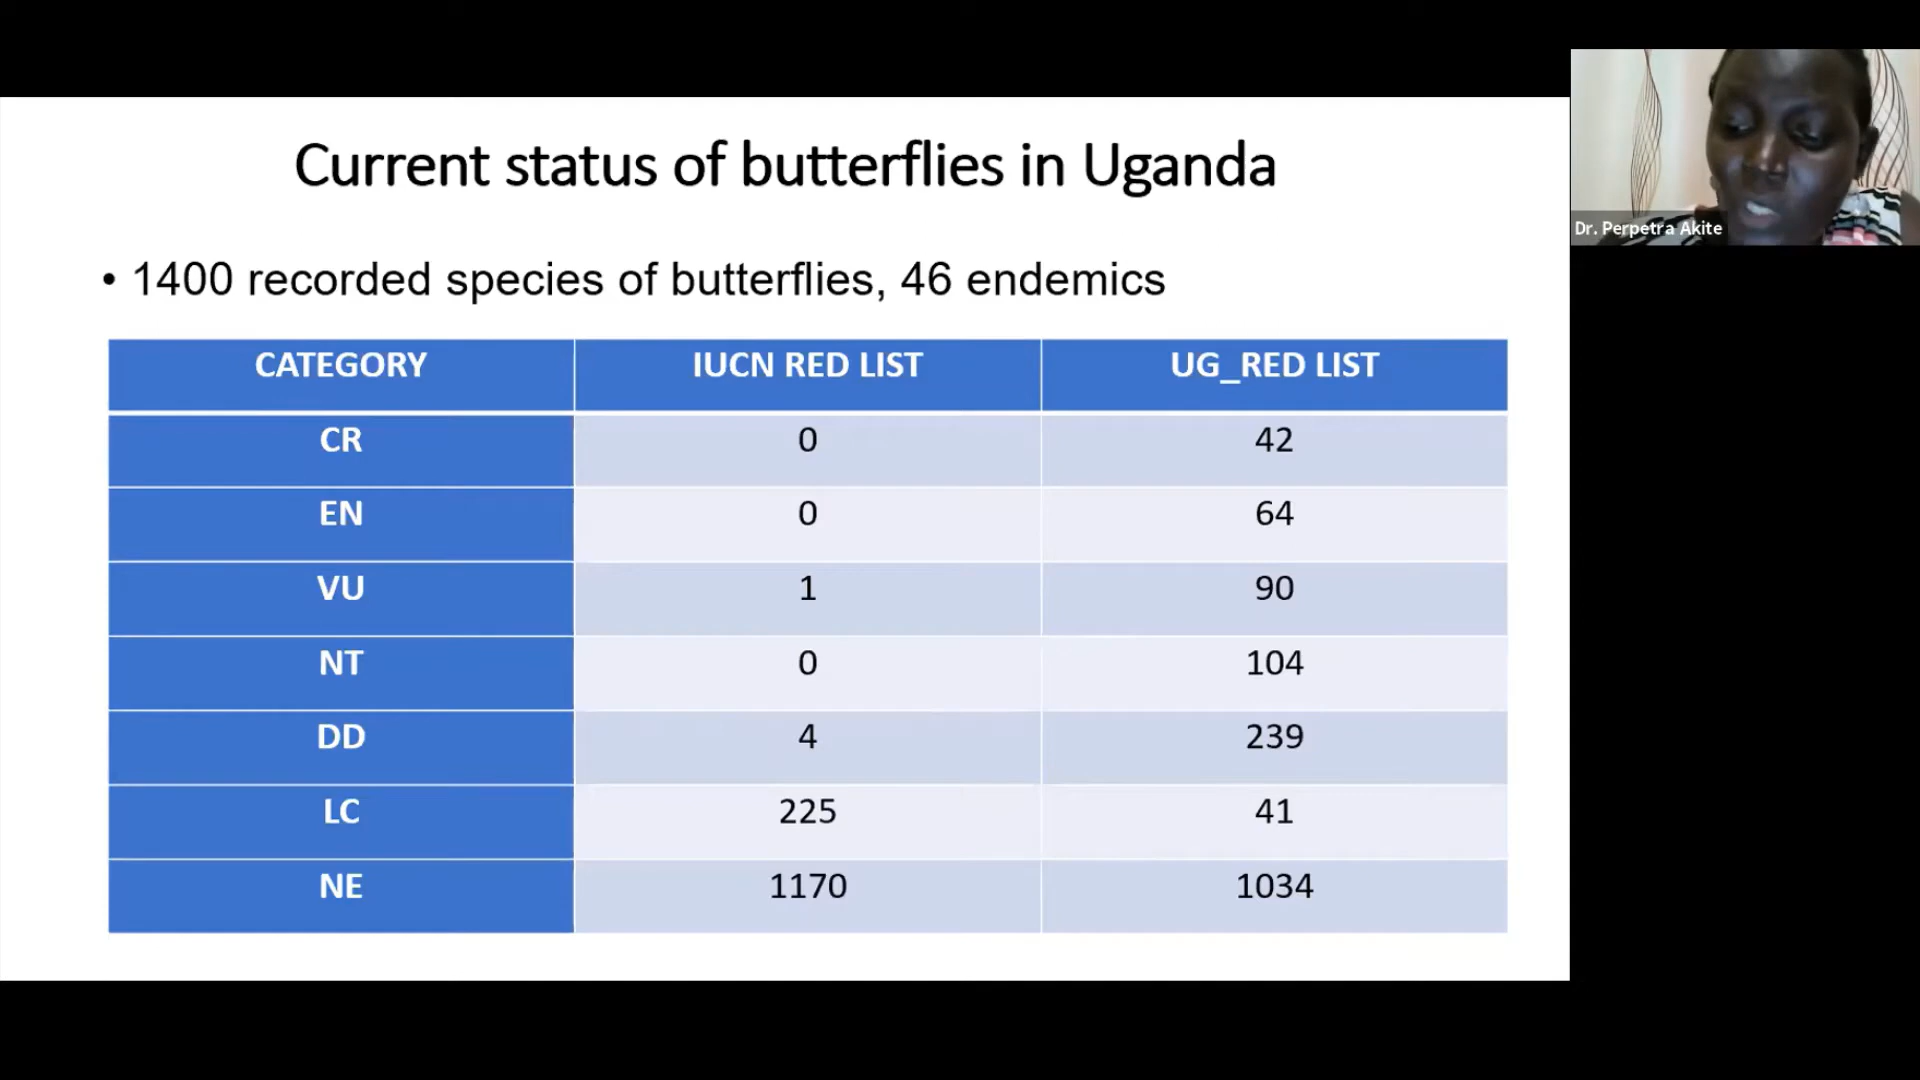 Current status of butterflies in Uganda
• 1400 recorded species of butterflies, 46 endemics
CATEGORY IUCN RED LIST UG_RED LIST
CR 0 42
EN 0 64
VU 1 90
NT 0 104
DD 4 239
LC 225 41
NE 1170 1034
Dr. Perpetra Akite